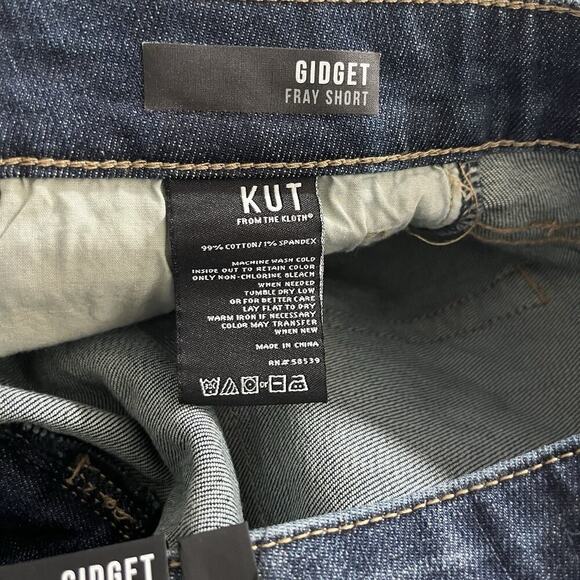 GIDGET
FRAY SHORT
KUT
FROM THE KLOTH®
99% COTTON/1% SPANDEX
MACHINE WASH COLD
INSIDE OUT TO RETAIN COLOR
ONLY NON-CHLORINE BLEACH
WHEN NEEDED
TUMBLE DRY LOW
OR FOR BETTER CARE
LAY FLAT TO DRY
WARM IRON IF NECESSARY
COLOR MAY TRANSFER
WHEN NEW
MADE IN CHINA
RN# 58539
or
GIDGET